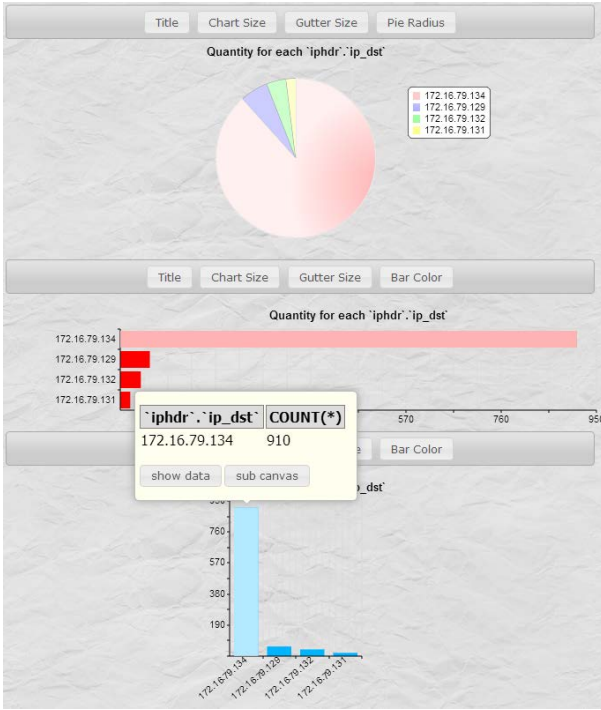 Title Chart Size Gutter Size Pie Radius
Quantity for each `iphdr`.`ip_dst`
172.16.79.134
172.16.79.129
172.16.79.132
172.16.79.131
Title Chart Size Gutter Size Bar Color
Quantity for each `iphdr`.`ip_dst`
172.16.79.134
172.16.79.129
172.16.79.132
172.16.79.131
570 760 950
`iphdr`.`ip_dst` COUNT(*)
172.16.79.134 910
show data sub canvas
Bar Color
760
570
380
190
172.16.79.134 172.16.79.129 172.16.79.132 172.16.79.131